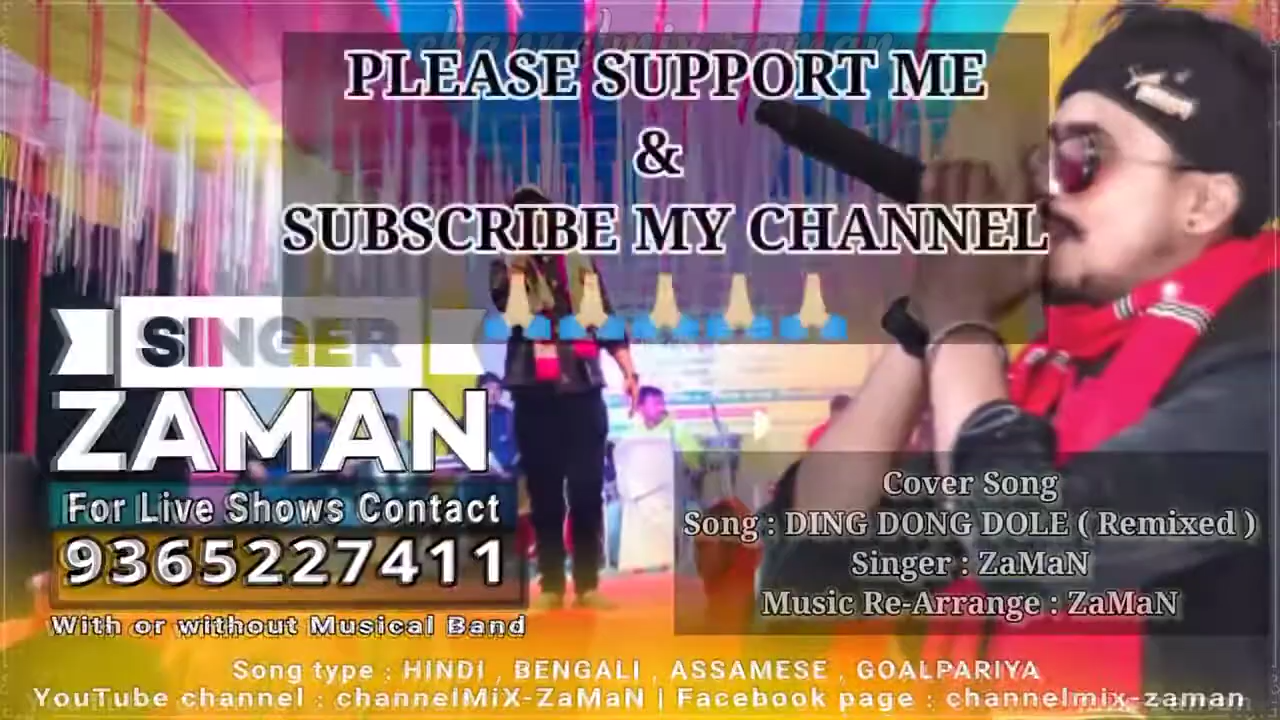 channelmix-zaman
PLEASE SUPPORT ME
&
SUBSCRIBE MY CHANNEL
🙏🏼🙏🏼🙏🏼🙏🏼🙏🏼
SINGER
ZAMAN
For Live Shows Contact
9365227411
With or without Musical Band
Cover Song
Song : DING DONG DOLE ( Remixed )
Singer : ZaMaN
Music Re-Arrange : ZaMaN
Song type : HINDI , BENGALI , ASSAMESE , GOALPARIYA
YouTube channel : channelMiX-ZaMaN | Facebook page : channelmix-zaman